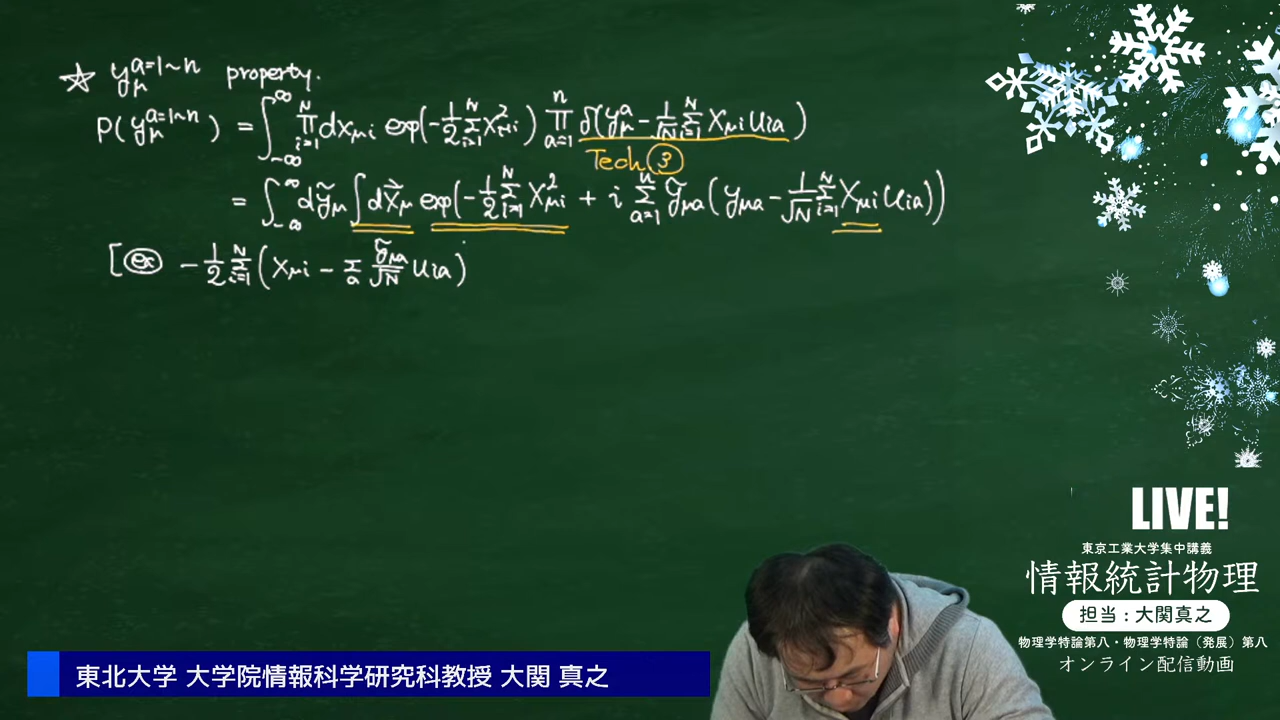 ☆ y_μ^{a=1~n} property.
P(y_μ^{a=1~n}) = ∫_{-∞}^{∞} ∏_{i=1}^{N} dx_{μi} exp(-1/2 Σ_{i=1}^{N} x_{μi}^2) ∏_{a=1}^{n} δ(y_μ^a - 1/√N Σ_{i=1}^{N} x_{μi} u_{ia})
Tech ③
= ∫_{-∞}^{∞} dỹ_μ ∫ dx⃗_μ exp(-1/2 Σ_{i=1}^{N} x_{μi}^2 + i Σ_{a=1}^{n} ỹ_{μa} (y_{μa} - 1/√N Σ_{i=1}^{N} x_{μi} u_{ia}))
[ex -1/2 Σ_{i=1}^{N} (x_{μi} - Σ_a ỹ_{μa}/√N u_{ia})
LIVE!
東京工業大学集中講義
情報統計物理
担当：大関真之
物理学特論第八・物理学特論（発展）第八
オンライン配信動画
東北大学 大学院情報科学研究科教授 大関 真之